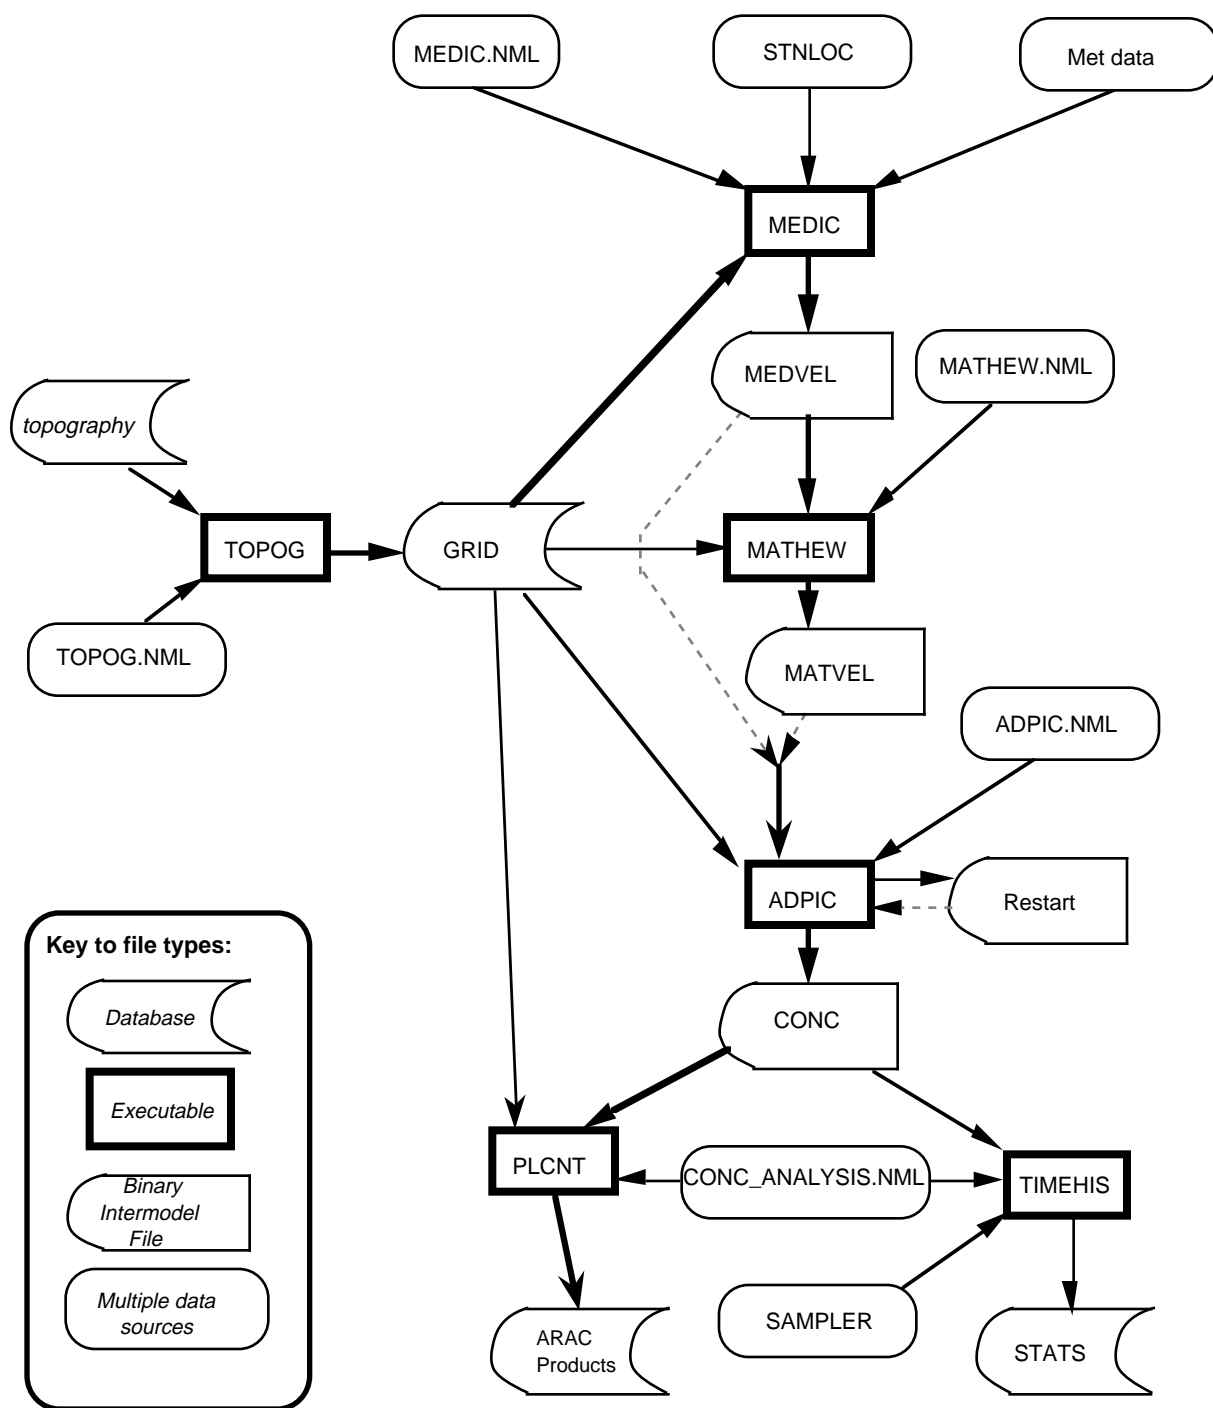 MEDIC.NML
STNLOC
Met data
MEDIC
MEDVEL
MATHEW.NML
topography
TOPOG
GRID
MATHEW
TOPOG.NML
MATVEL
ADPIC.NML
ADPIC
Restart
Key to file types:
Database
Executable
Binary
Intermodel
File
Multiple data
sources
CONC
PLCNT
CONC_ANALYSIS.NML
TIMEHIS
SAMPLER
ARAC
Products
STATS